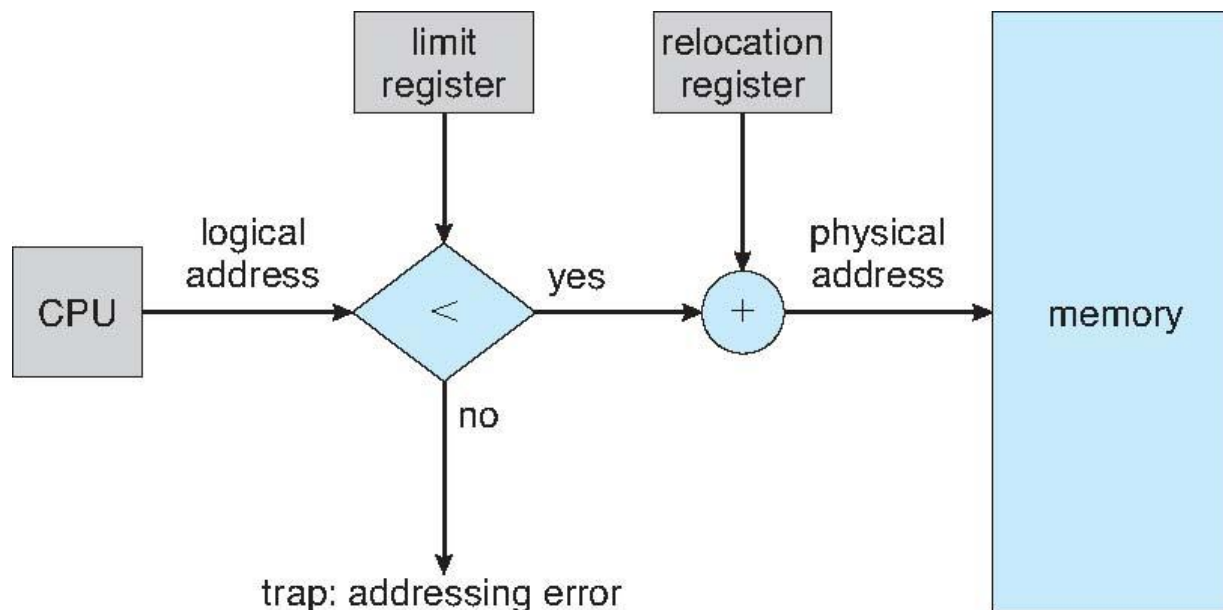 limit
register
relocation
register
logical
address
physical
address
CPU
<
yes
+
memory
no
trap: addressing error